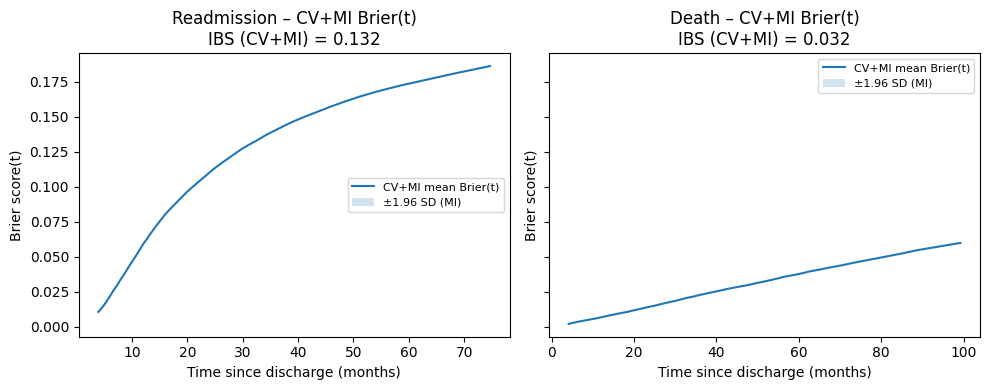 Readmission – CV+MI Brier(t)
IBS (CV+MI) = 0.132
Brier score(t)
0.175
0.150
0.125
0.100
0.075
0.050
0.025
0.000
CV+MI mean Brier(t)
±1.96 SD (MI)
10 20 30 40 50 60 70
Time since discharge (months)
Death – CV+MI Brier(t)
IBS (CV+MI) = 0.032
Brier score(t)
CV+MI mean Brier(t)
±1.96 SD (MI)
0 20 40 60 80 100
Time since discharge (months)